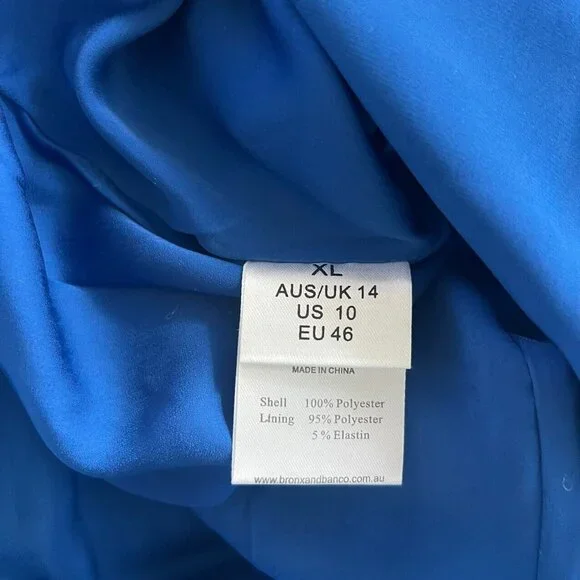 XL
AUS/UK 14
US 10
EU 46
MADE IN CHINA
Shell 100% Polyester
Lining 95% Polyester
5% Elastin
www.bronxandbanco.com.au